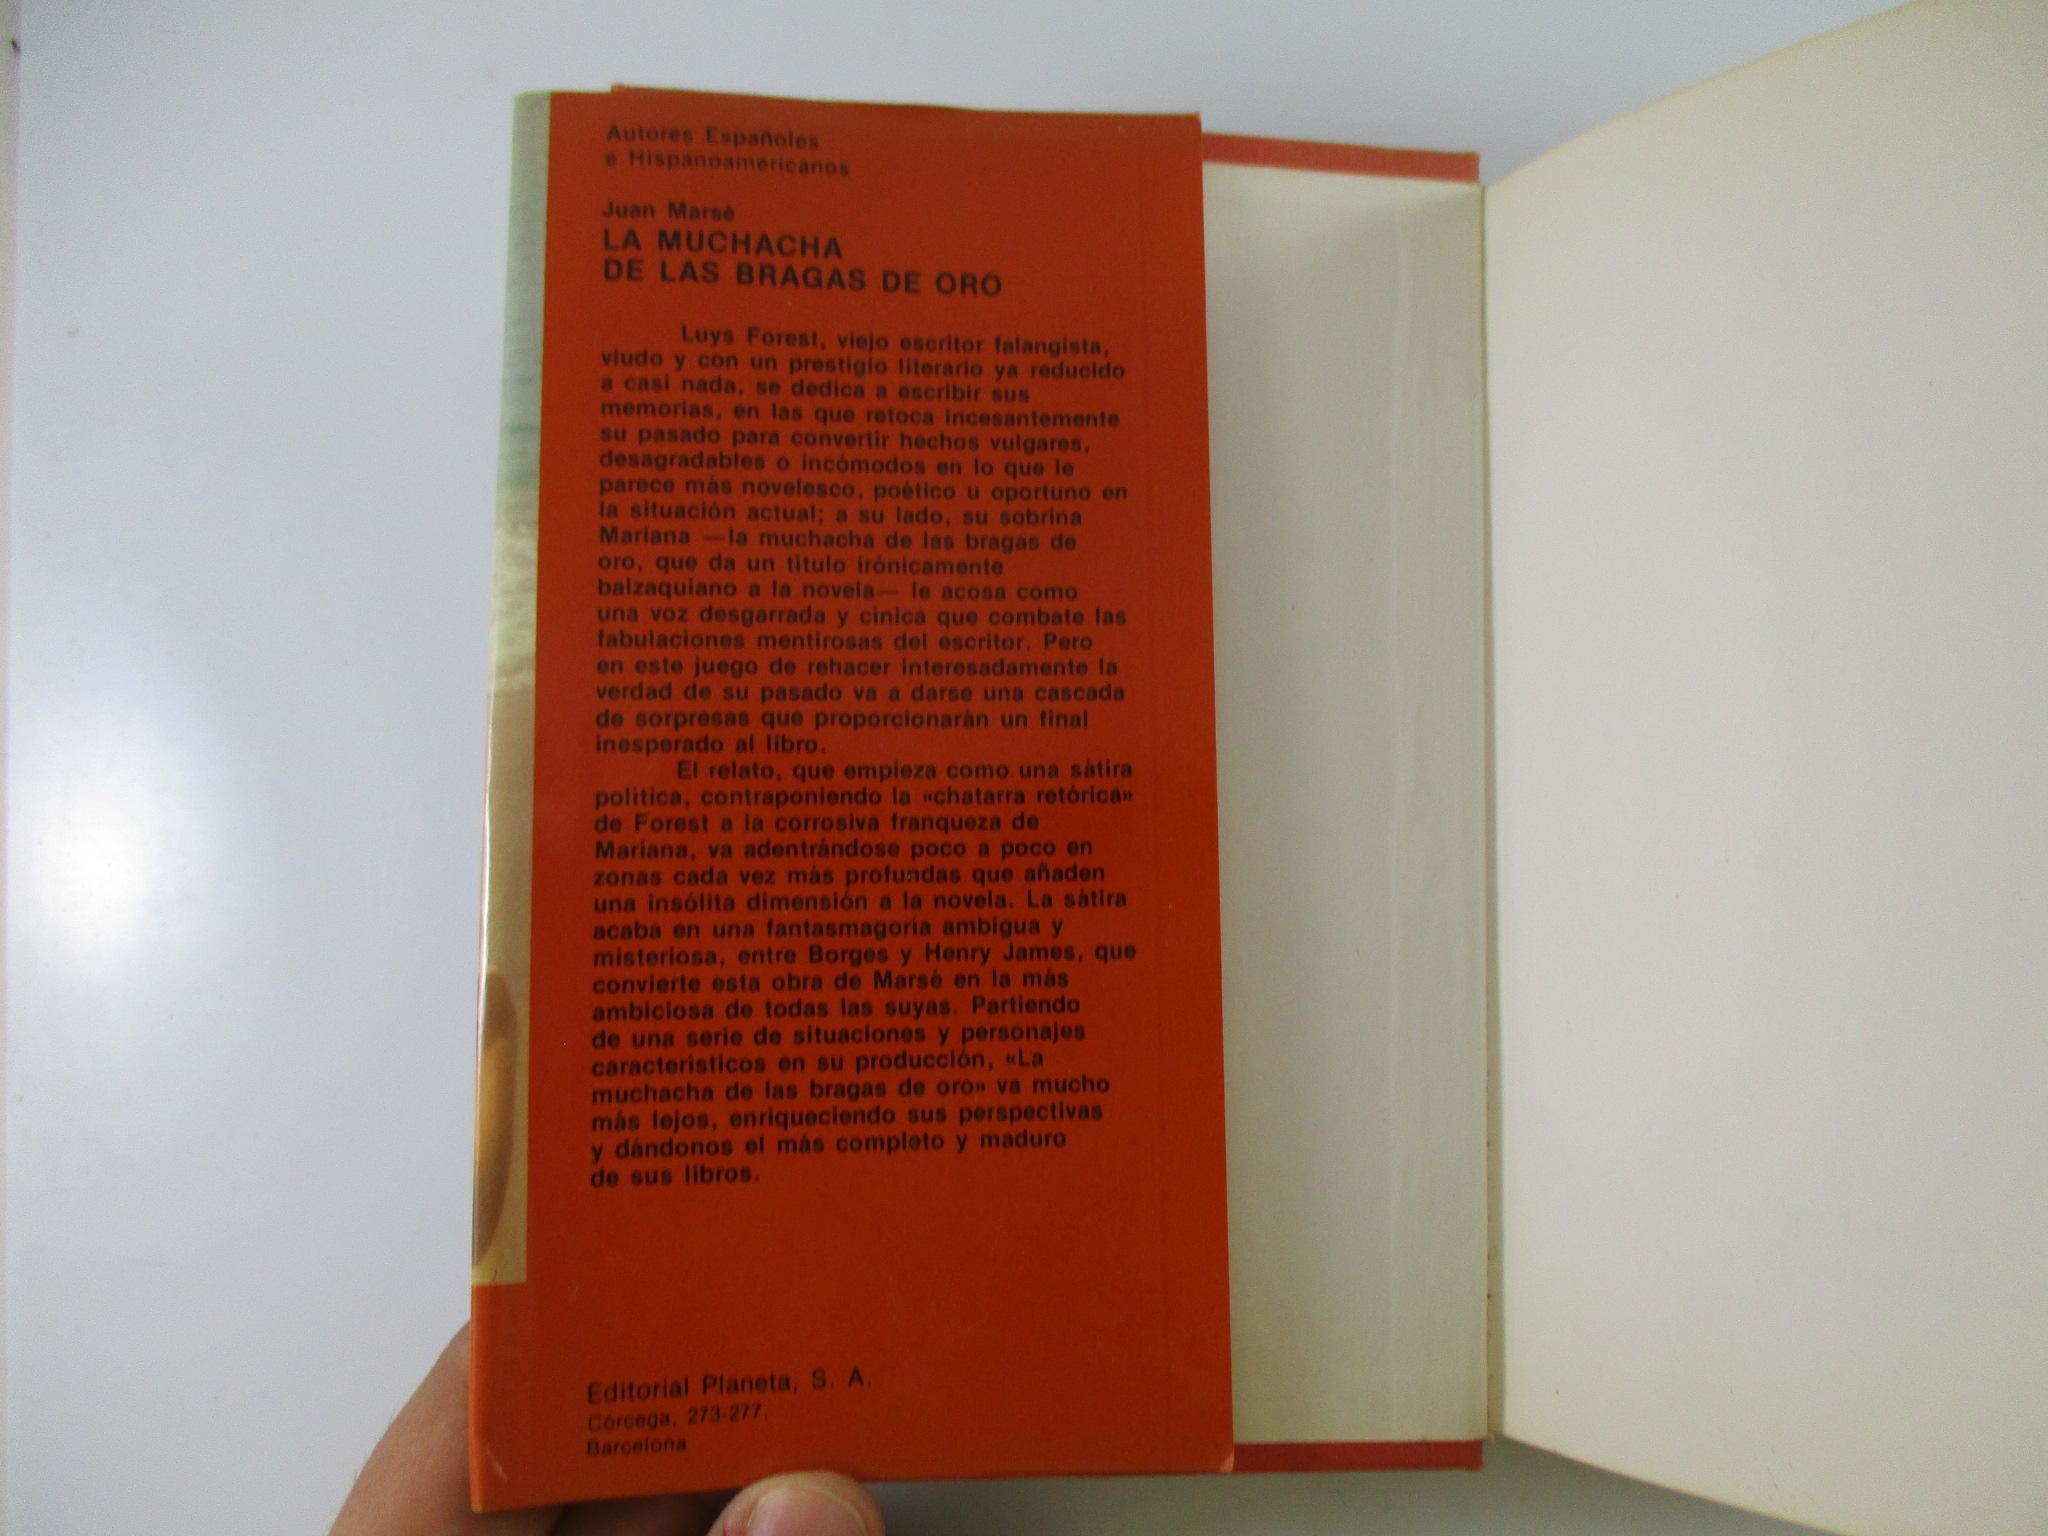 Autores Españoles
e Hispanoamericanos
Juan Marsé
LA MUCHACHA
DE LAS BRAGAS DE ORO
Luys Forest, viejo escritor falangista,
viudo y con un prestigio literario ya reducido
a casi nada, se dedica a escribir sus
memorias, en las que retoca incesantemente
su pasado para convertir hechos vulgares,
desagradables o incómodos en lo que le
parece más novelesco, poético u oportuno en
la situación actual; a su lado, su sobrina
Mariana —la muchacha de las bragas de
oro, que da un título irónicamente
balzaquiano a la novela— le acosa como
una voz desgarrada y cínica que combate las
fabulaciones mentirosas del escritor. Pero
en este juego de rehacer interesadamente la
verdad de su pasado va a darse una cascada
de sorpresas que proporcionarán un final
inesperado al libro.
El relato, que empieza como una sátira
política, contraponiendo la «chatarra retórica»
de Forest a la corrosiva franqueza de
Mariana, va adentrándose poco a poco en
zonas cada vez más profundas que añaden
una insólita dimensión a la novela. La sátira
acaba en una fantasmagoría ambigua y
misteriosa, entre Borges y Henry James, que
convierte esta obra de Marsé en la más
ambiciosa de todas las suyas. Partiendo
de una serie de situaciones y personajes
característicos en su producción, «La
muchacha de las bragas de oro» va mucho
más lejos, enriqueciendo sus perspectivas
y dándonos el más completo y maduro
de sus libros.
Editorial Planeta, S. A.
Córcega, 273-277.
Barcelona